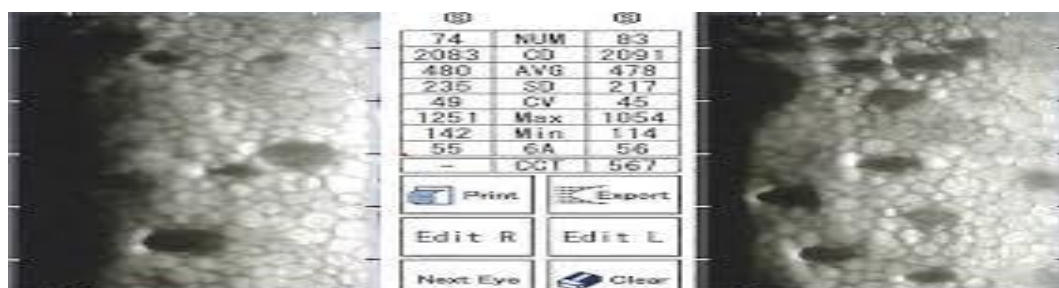 74 NUM 83
2083 CD 2091
480 AVG 478
235 SD 217
49 CV 45
1251 Max 1054
142 Min 114
55 6A 56
- CCT 567
Print Export
Edit R Edit L
Next Eye Clear